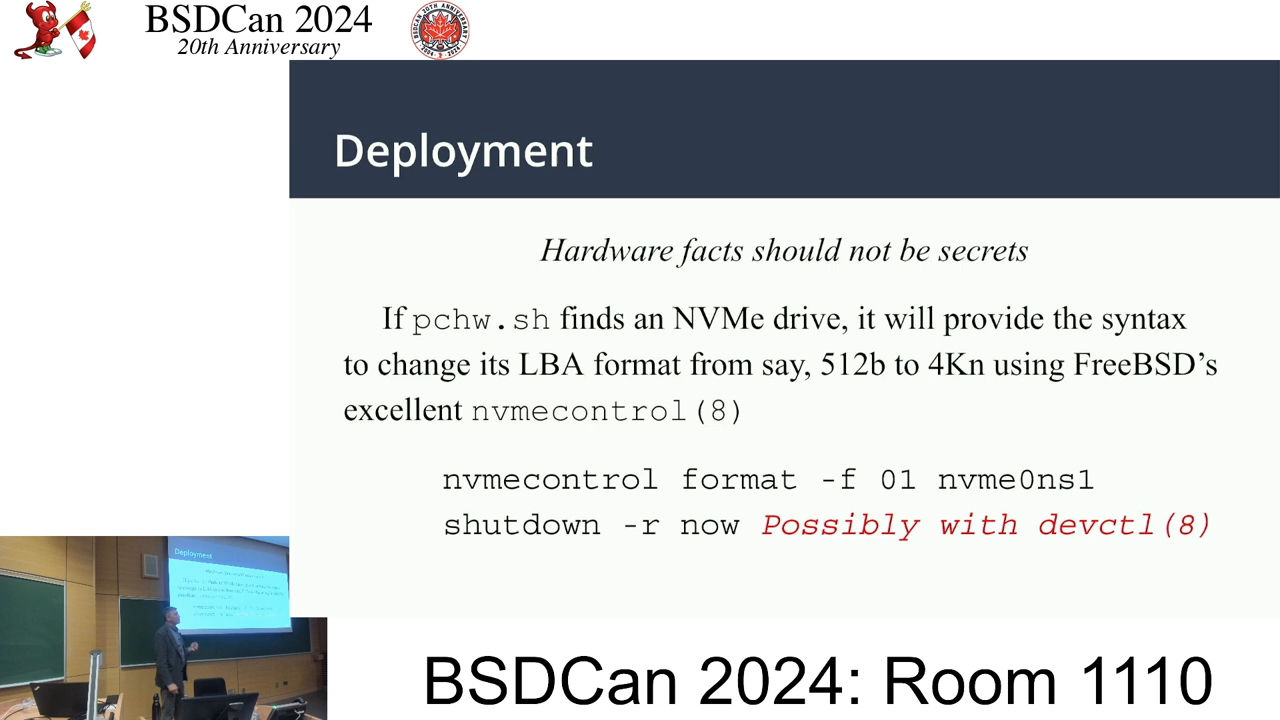 BSDCan 2024
20th Anniversary
Deployment
Hardware facts should not be secrets
If pchw.sh finds an NVMe drive, it will provide the syntax
to change its LBA format from say, 512b to 4Kn using FreeBSD’s
excellent nvmecontrol(8)
nvmecontrol format -f 01 nvme0ns1
shutdown -r now Possibly with devctl(8)
Deployment
BSDCan 2024: Room 1110